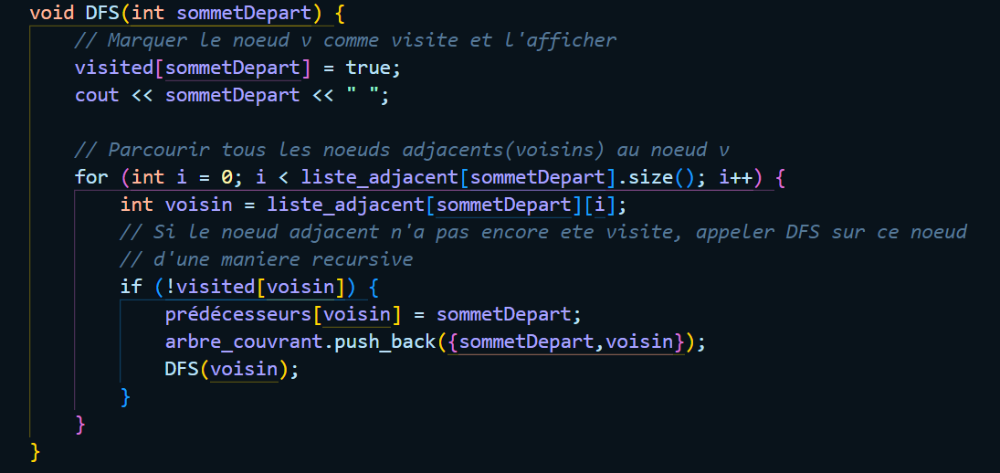 void DFS(int sommetDepart) {
// Marquer le noeud v comme visite et l'afficher
visited[sommetDepart] = true;
cout << sommetDepart << " ";
// Parcourir tous les noeuds adjacents(voisins) au noeud v
for (int i = 0; i < liste_adjacent[sommetDepart].size(); i++) {
int voisin = liste_adjacent[sommetDepart][i];
// Si le noeud adjacent n'a pas encore ete visite, appeler DFS sur ce noeud
// d'une maniere recursive
if (!visited[voisin]) {
prédécesseurs[voisin] = sommetDepart;
arbre_couvrant.push_back({sommetDepart,voisin});
DFS(voisin);
}
}
}